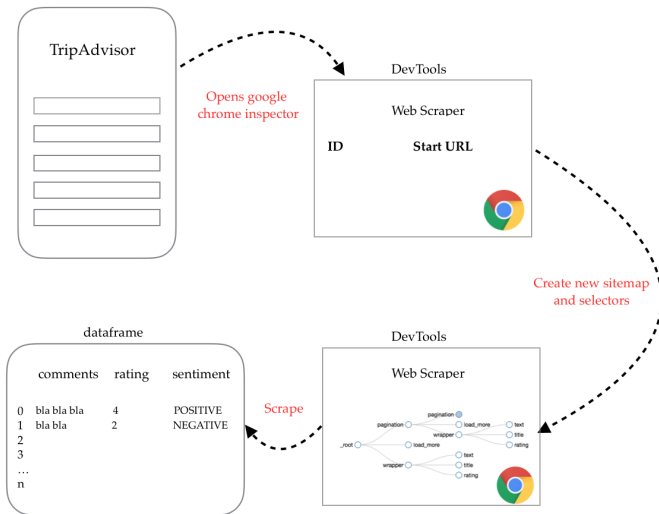 TripAdvisor
Opens google
chrome inspector
DevTools
Web Scraper
ID Start URL
Create new sitemap
and selectors
DevTools
Web Scraper
pagination
pagination load_more text
wrapper title
_root load_more rating
text
wrapper title
rating
Scrape
dataframe
comments rating sentiment
0 bla bla bla 4 POSITIVE
1 bla bla 2 NEGATIVE
2
3
...
n